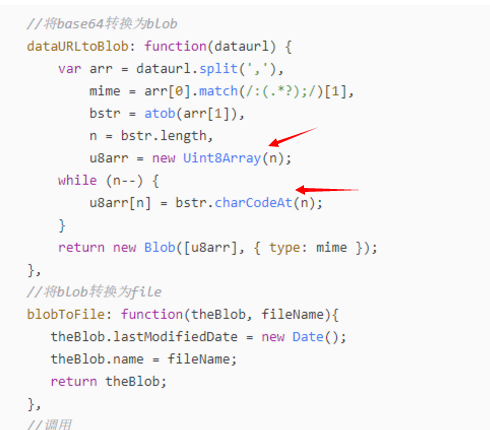 //将base64转换为blob
dataURLtoBlob: function(dataurl) {
var arr = dataurl.split(','),
mime = arr[0].match(/:(.*?);/)[1],
bstr = atob(arr[1]),
n = bstr.length,
u8arr = new Uint8Array(n);
while (n--) {
u8arr[n] = bstr.charCodeAt(n);
}
return new Blob([u8arr], { type: mime });
},
//将blob转换为file
blobToFile: function(theBlob, fileName){
theBlob.lastModifiedDate = new Date();
theBlob.name = fileName;
return theBlob;
},
//调用